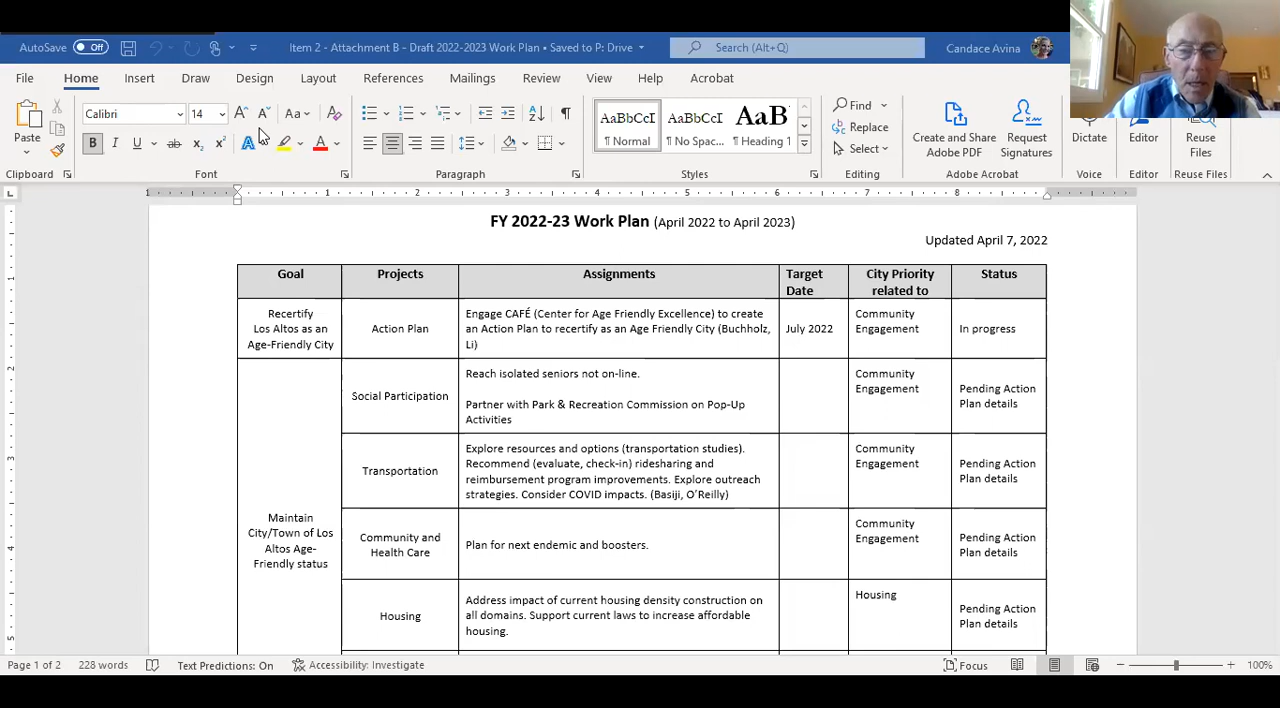 AutoSave Off Item 2 - Attachment B - Draft 2022-2023 Work Plan • Saved to P: Drive Search (Alt+Q) Candace Avina
File Home Insert Draw Design Layout References Mailings Review View Help Acrobat
Paste
Clipboard
Calibri 14
Font
Paragraph
AaBbCcI AaBbCcI AaB
¶ Normal ¶ No Spac... ¶ Heading 1
Styles
Find
Replace
Select
Editing
Create and Share
Adobe PDF
Request
Signatures
Adobe Acrobat
Dictate
Voice
Editor
Editor
Reuse
Files
Reuse Files
1 1 2 3 4 5 6 7 8
FY 2022-23 Work Plan (April 2022 to April 2023)
Updated April 7, 2022
Goal Projects Assignments Target
Date City Priority
related to Status
Recertify
Los Altos as an
Age-Friendly City
Action Plan
Engage CAFÉ (Center for Age Friendly Excellence) to create
an Action Plan to recertify as an Age Friendly City (Buchholz,
Li)
July 2022
Community
Engagement
In progress
Maintain
City/Town of Los
Altos Age-
Friendly status
Social Participation
Reach isolated seniors not on-line.
Partner with Park & Recreation Commission on Pop-Up
Activities
Community
Engagement
Pending Action
Plan details
Transportation
Explore resources and options (transportation studies).
Recommend (evaluate, check-in) ridesharing and
reimbursement program improvements. Explore outreach
strategies. Consider COVID impacts. (Basiji, O'Reilly)
Community
Engagement
Pending Action
Plan details
Community and
Health Care
Plan for next endemic and boosters.
Community
Engagement
Pending Action
Plan details
Housing
Address impact of current housing density construction on
all domains. Support current laws to increase affordable
housing.
Housing
Pending Action
Plan details
Page 1 of 2 228 words Text Predictions: On Accessibility: Investigate Focus 100%